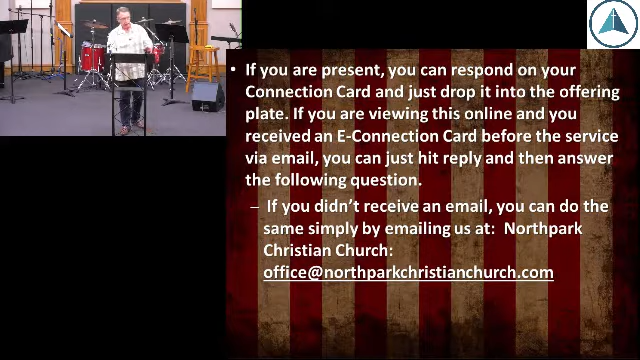 • If you are present, you can respond on your
Connection Card and just drop it into the offering
plate. If you are viewing this online and you
received an E-Connection Card before the service
via email, you can just hit reply and then answer
the following question.
– If you didn’t receive an email, you can do the
same simply by emailing us at: Northpark
Christian Church:
office@northparkchristianchurch.com